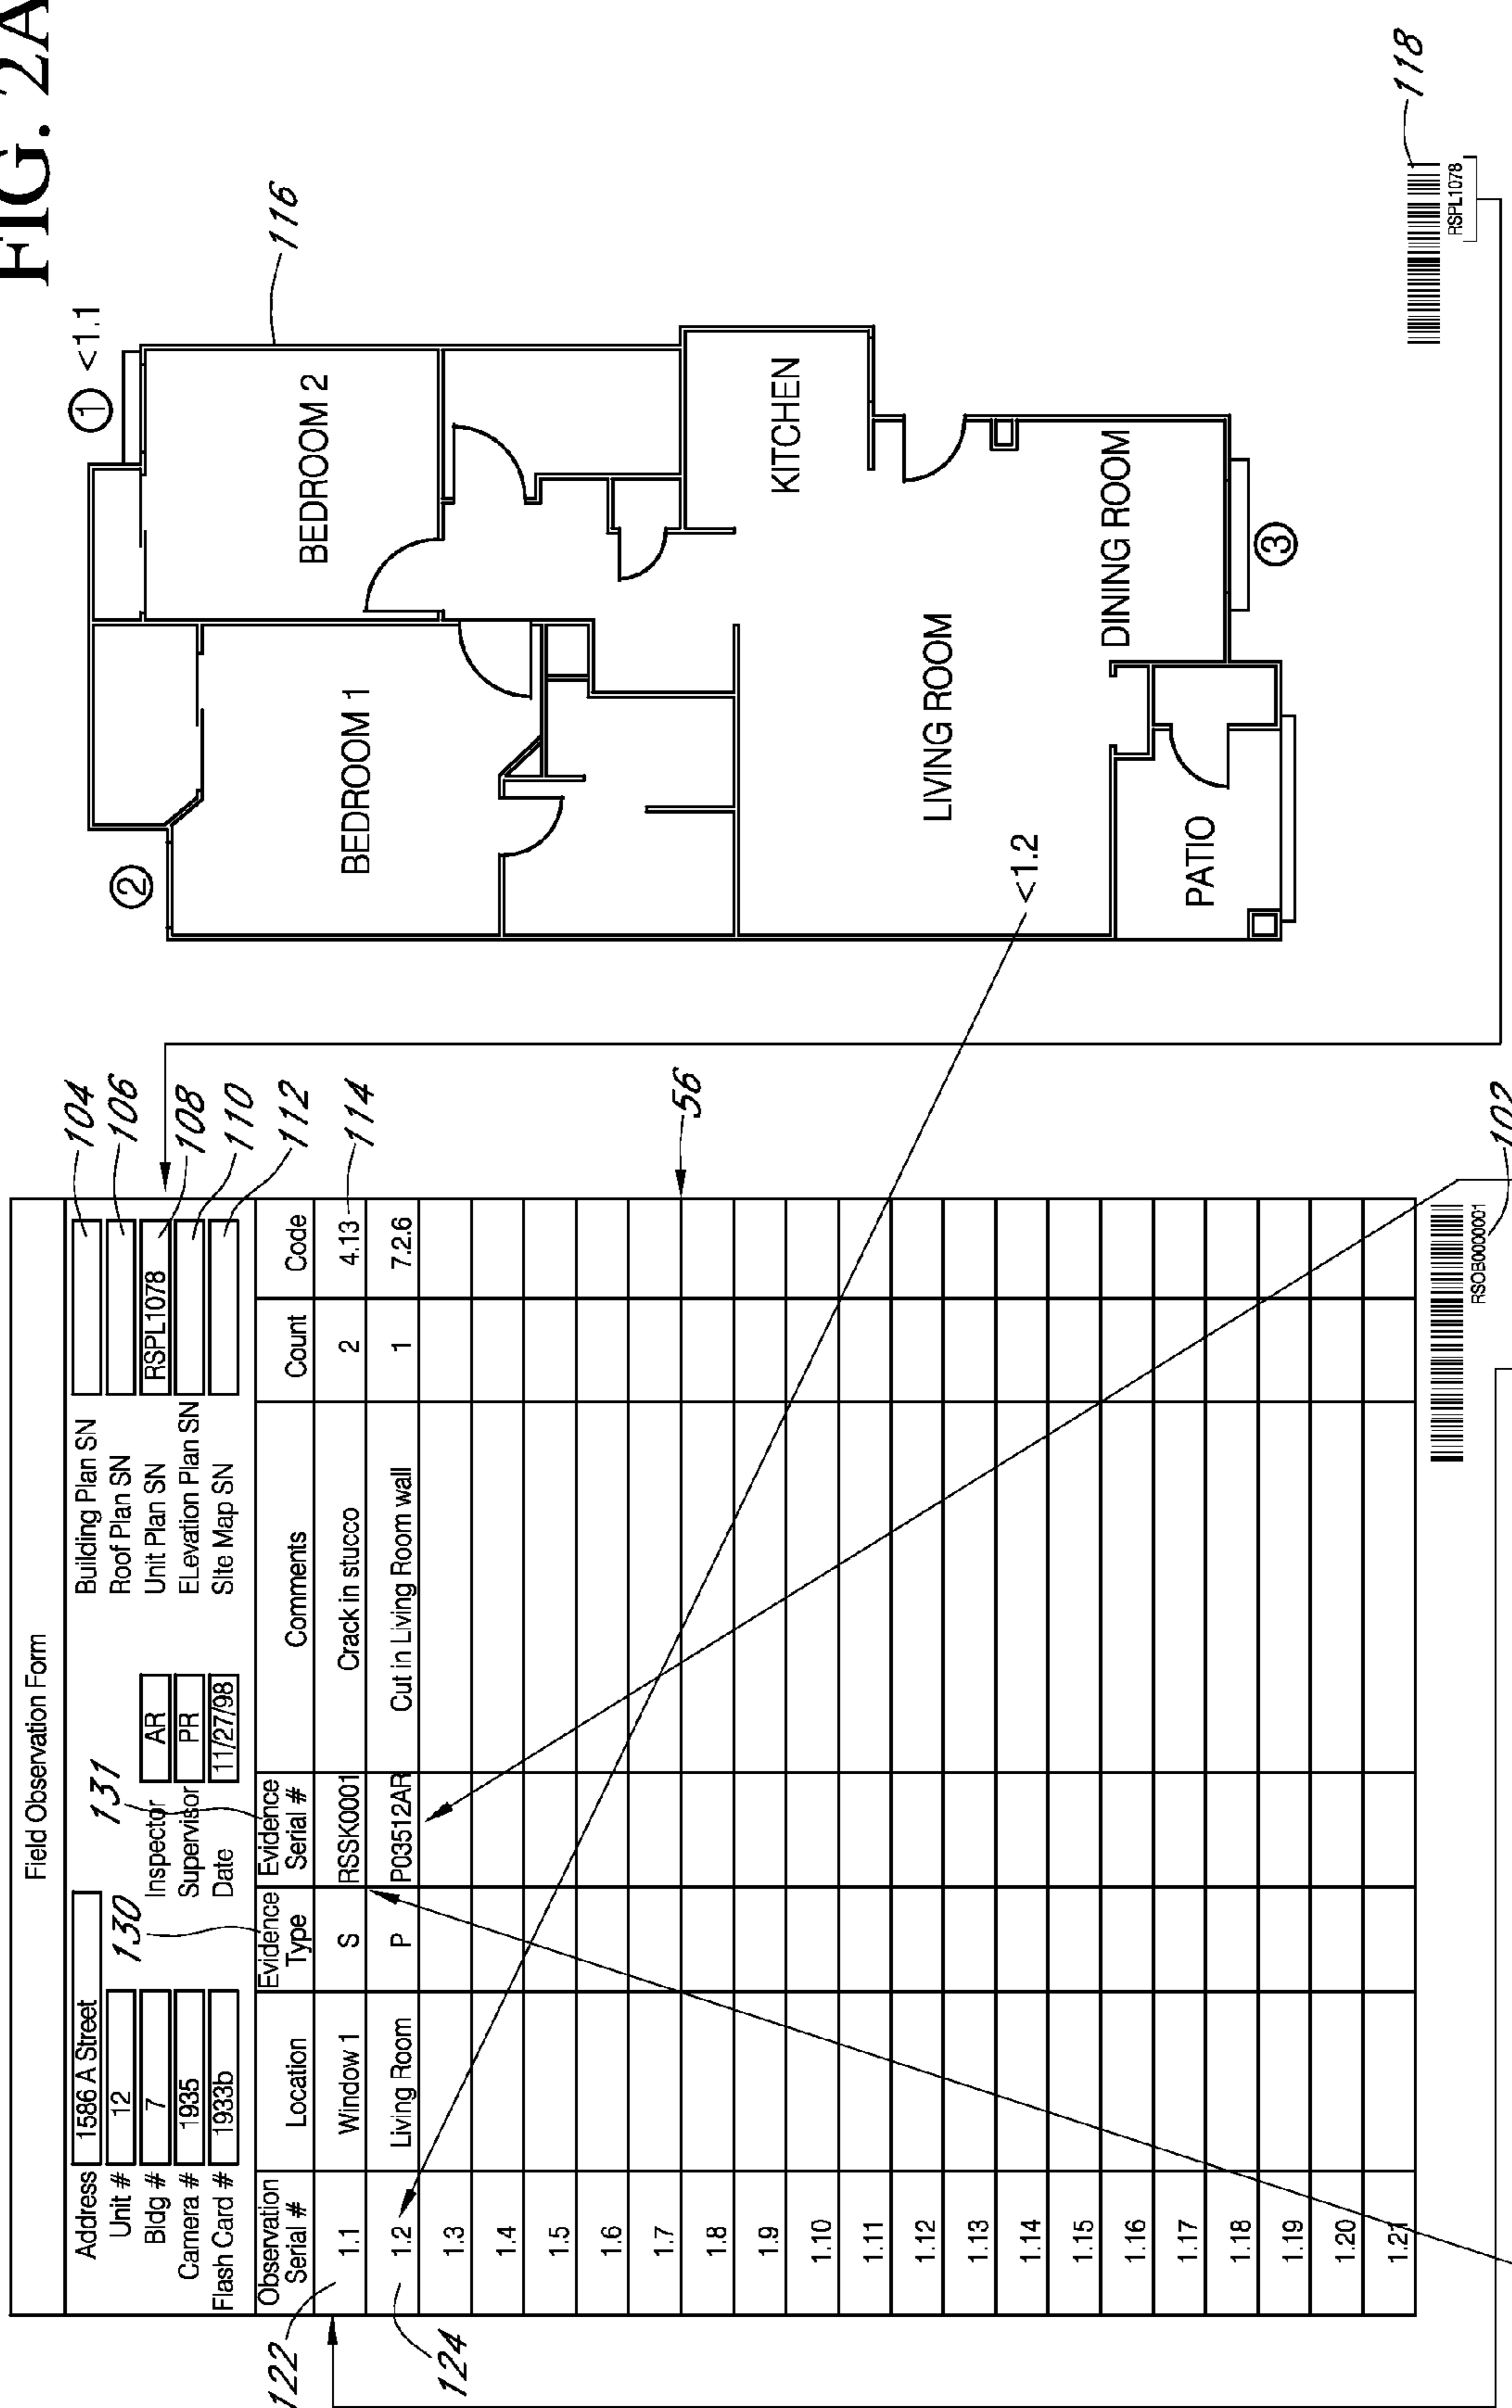 FIG. 2A
Field Observation Form
Address 1586 A Street
Unit # 12
Bldg # 7
Camera # 1935
Flash Card # 1933b
Inspector AR
Supervisor PR
Date 11/27/98
Building Plan SN
Roof Plan SN
Unit Plan SN RSPL1078
ELevation Plan SN
SIte Map SN
130
131
104
106
108
110
112
Observation Serial # Location Evidence Type Evidence Serial # Comments Count Code
1.1 Window 1 S RSSK0001 Crack in stucco 2 4.13
1.2 Living Room P P03512AR Cut in Living Room wall 1 7.2.6
1.3
1.4
1.5
1.6
1.7
1.8
1.9
1.10
1.11
1.12
1.13
1.14
1.15
1.16
1.17
1.18
1.19
1.20
1.21
122
124
114
56
RSOB0000001
102
1 <1.1
2
116
BEDROOM 1
BEDROOM 2
KITCHEN
LIVING ROOM
<1.2
DINING ROOM
PATIO
3
118
RSPL1078